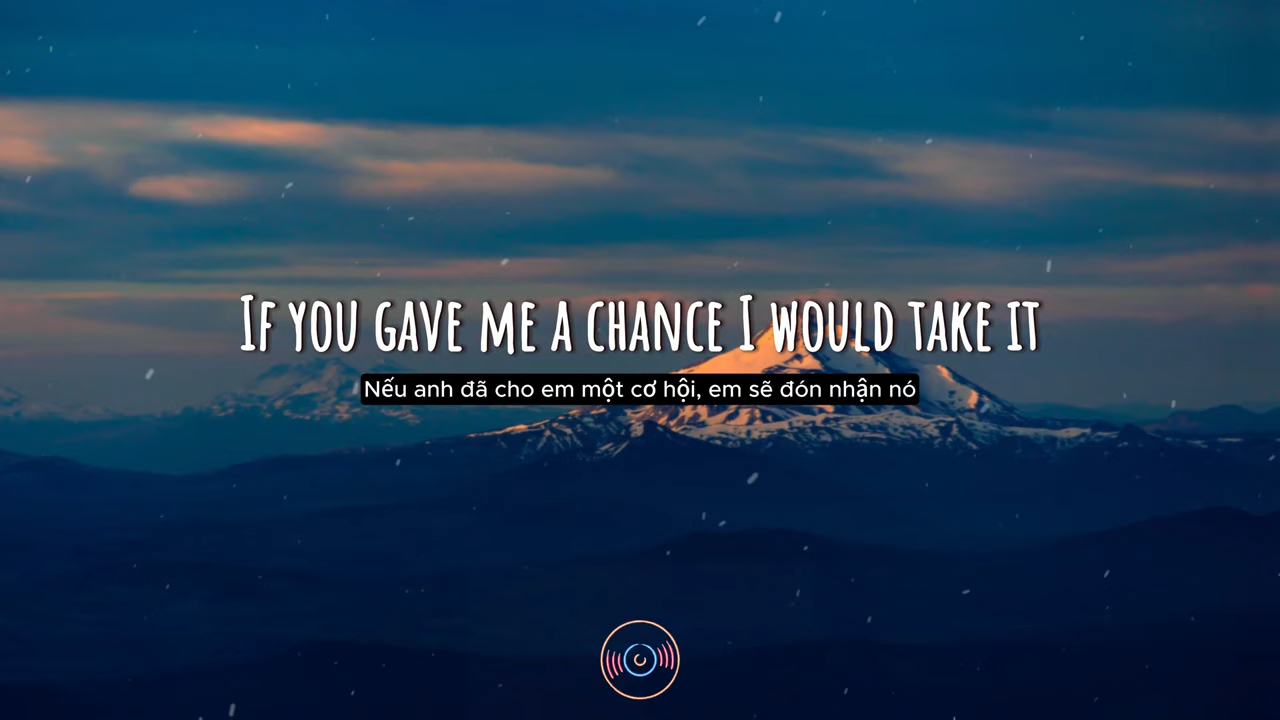 If you gave me a chance I would take it
Nếu anh đã cho em một cơ hội, em sẽ đón nhận nó